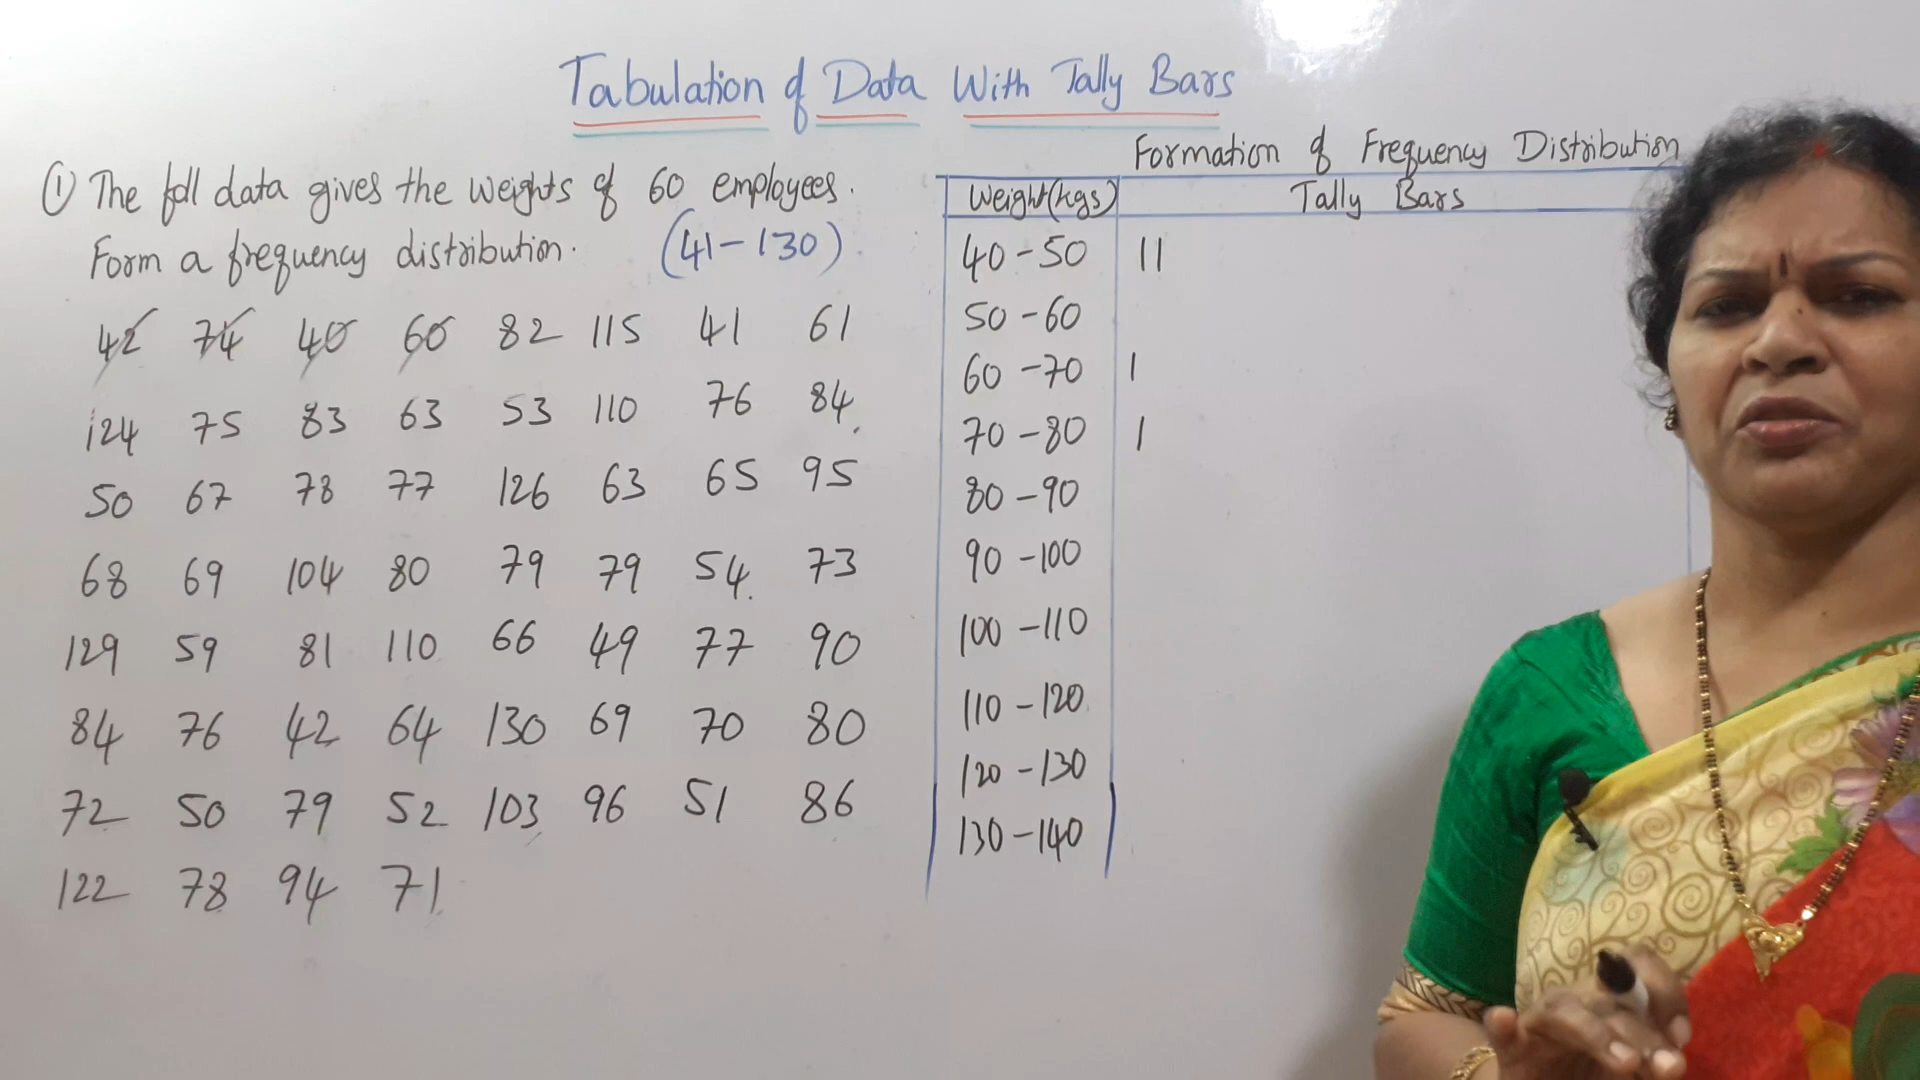 Tabulation of Data With Tally Bars
① The foll data gives the weights of 60 employees.
Form a frequency distribution. (41-130)
42 74 40 60 82 115 41 61
124 75 83 63 53 110 76 84
50 67 78 77 126 63 65 95
68 69 104 80 79 79 54 73
129 59 81 110 66 49 77 90
84 76 42 64 130 69 70 80
72 50 79 52 103 96 51 86
122 78 94 71
Formation of Frequency Distribution
Weight(kgs) Tally Bars
40-50 ||
50-60
60-70 |
70-80 |
80-90
90-100
100-110
110-120
120-130
130-140